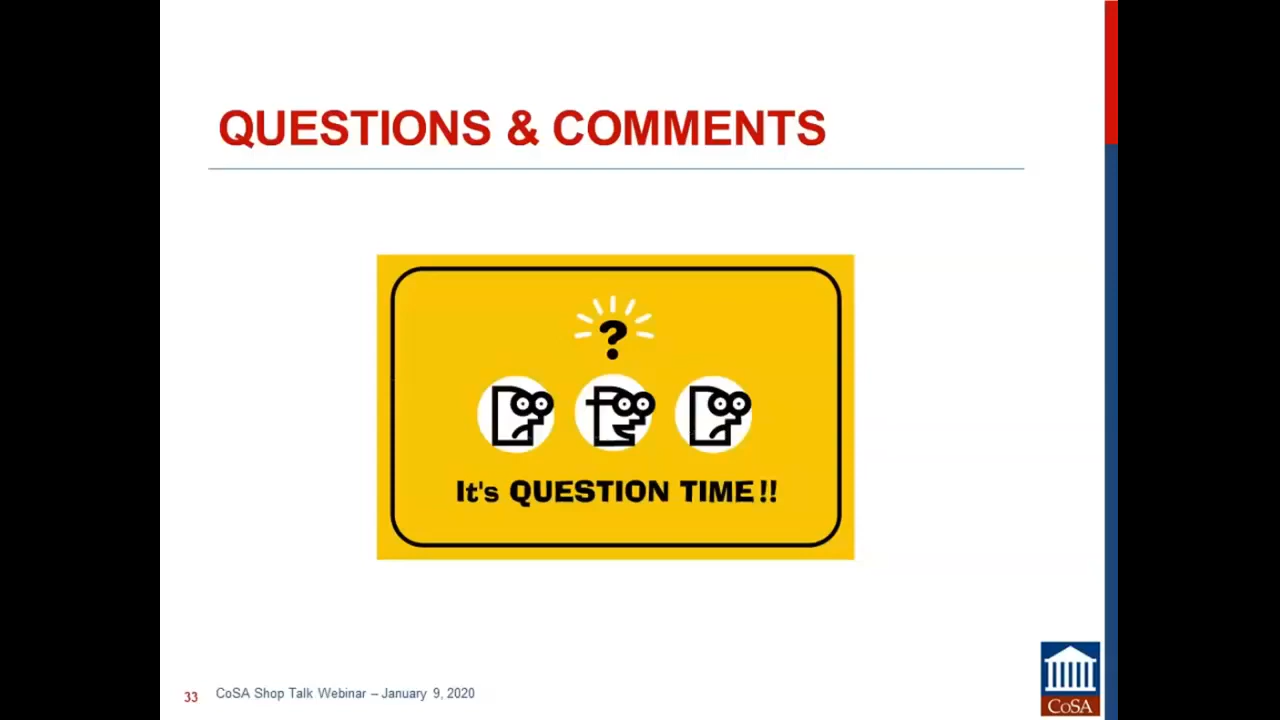 QUESTIONS & COMMENTS
?
It's QUESTION TIME!!
33 CoSA Shop Talk Webinar – January 9, 2020
CoSA